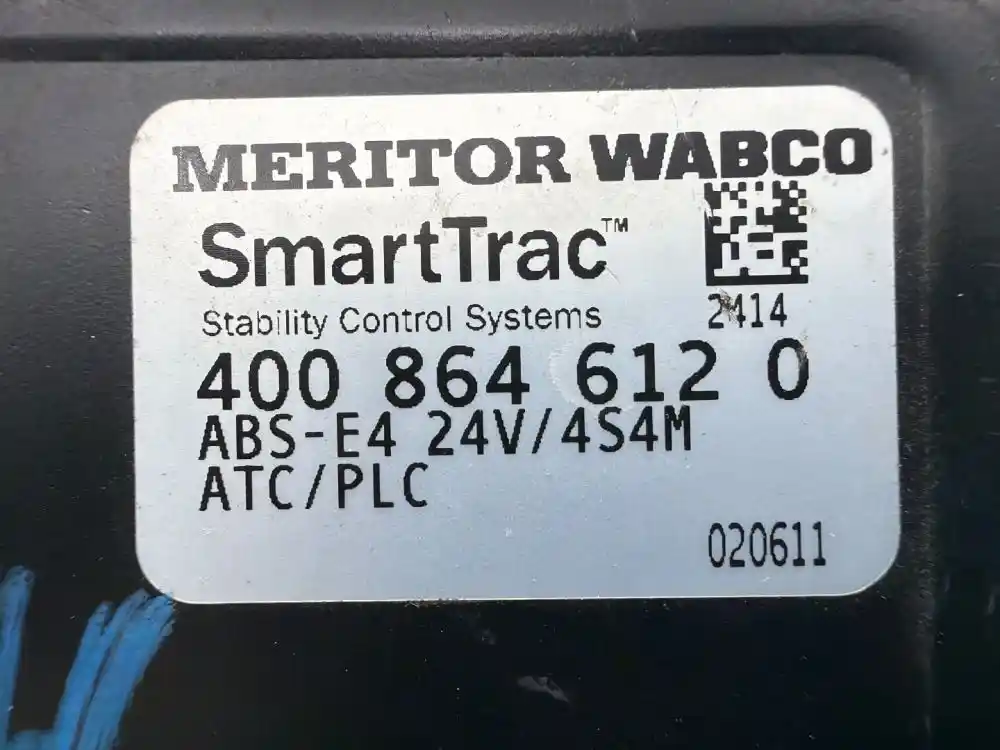 MERITOR WABCO
SmartTrac™
Stability Control Systems
2414
400 864 612 0
ABS-E4 24V/4S4M
ATC/PLC
020611